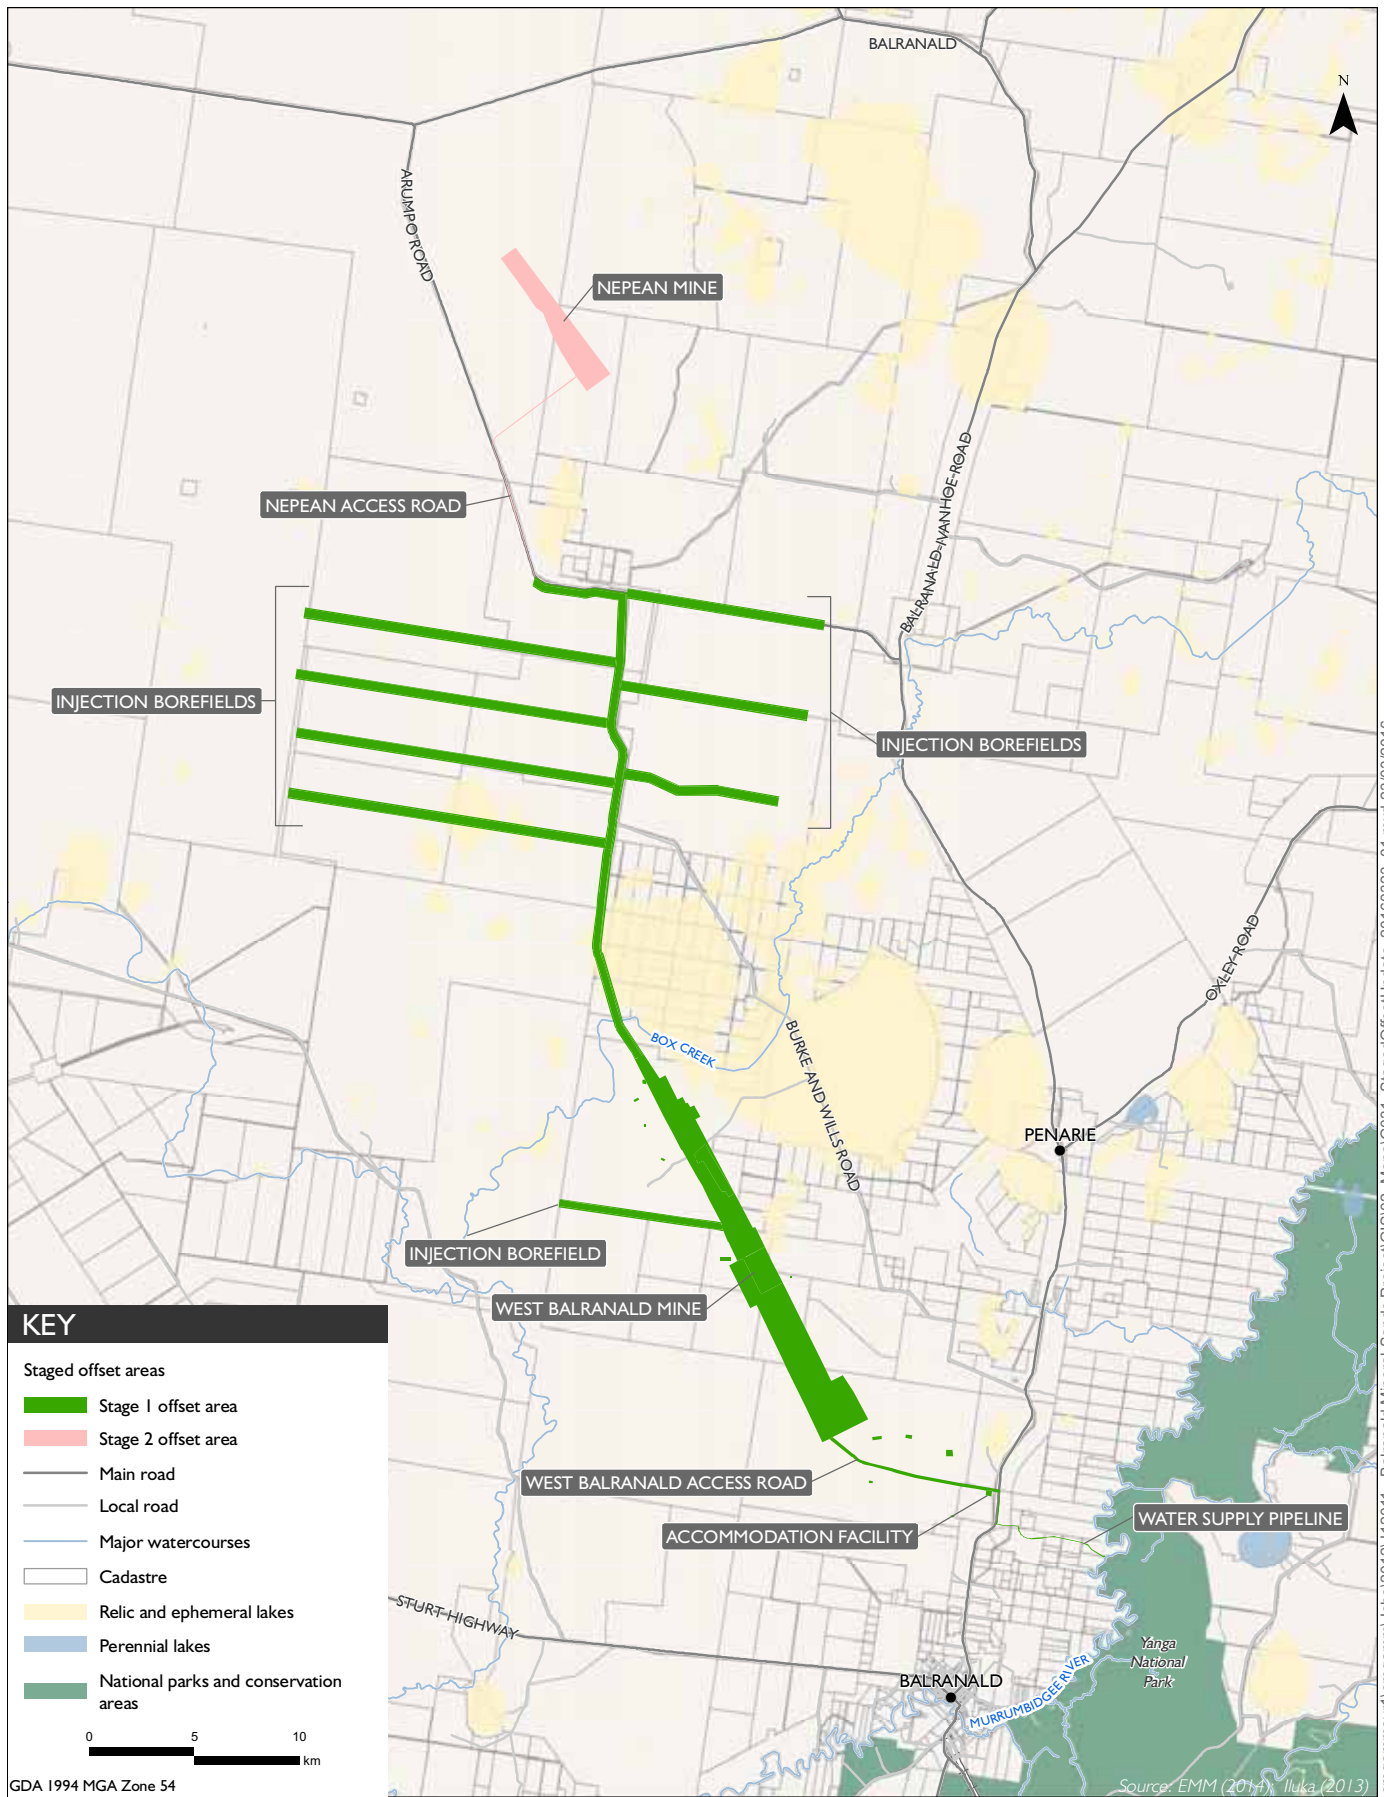 BALRANALD
N
ARUMPO ROAD
NEPEAN MINE
BALRANALD-IVANHOE-ROAD
NEPEAN ACCESS ROAD
INJECTION BOREFIELDS
INJECTION BOREFIELDS
OXLEY-ROAD
BOX CREEK
BURKE AND WILLS ROAD
PENARIE
INJECTION BOREFIELD
WEST BALRANALD MINE
WEST BALRANALD ACCESS ROAD
WATER SUPPLY PIPELINE
ACCOMMODATION FACILITY
STURT-HIGHWAY
Yanga
National
Park
BALRANALD
MURRUMBIDGEE RIVER
KEY
Staged offset areas
Stage 1 offset area
Stage 2 offset area
Main road
Local road
Major watercourses
Cadastre
Relic and ephemeral lakes
Perennial lakes
National parks and conservation
areas
0 5 10
km
GDA 1994 MGA Zone 54
Source: EMM (2014); Iluka (2013)